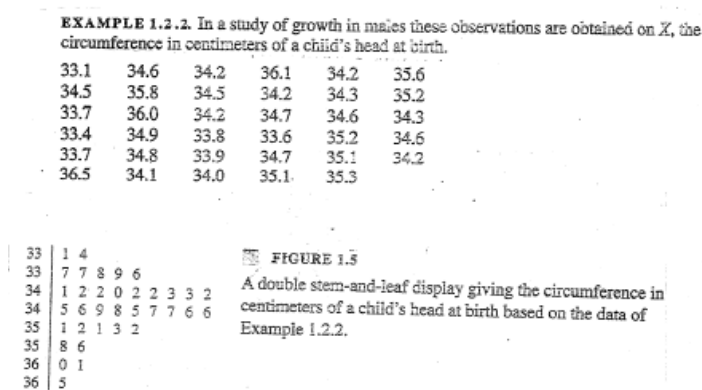 EXAMPLE 1.2.2. In a study of growth in males these observations are obtained on X, the
circumference in centimeters of a child's head at birth.
33.1 34.6 34.2 36.1 34.2 35.6
34.5 35.8 34.5 34.2 34.3 35.2
33.7 36.0 34.2 34.7 34.6 34.3
33.4 34.9 33.8 33.6 35.2 34.6
33.7 34.8 33.9 34.7 35.1 34.2
36.5 34.1 34.0 35.1 35.3
33 | 1 4
33 | 7 7 8 9 6
34 | 1 2 2 0 2 2 3 3 2
34 | 5 6 9 8 5 7 7 6 6
35 | 1 2 1 3 2
35 | 8 6
36 | 0 1
36 | 5
FIGURE 1.5
A double stem-and-leaf display giving the circumference in
centimeters of a child's head at birth based on the data of
Example 1.2.2.